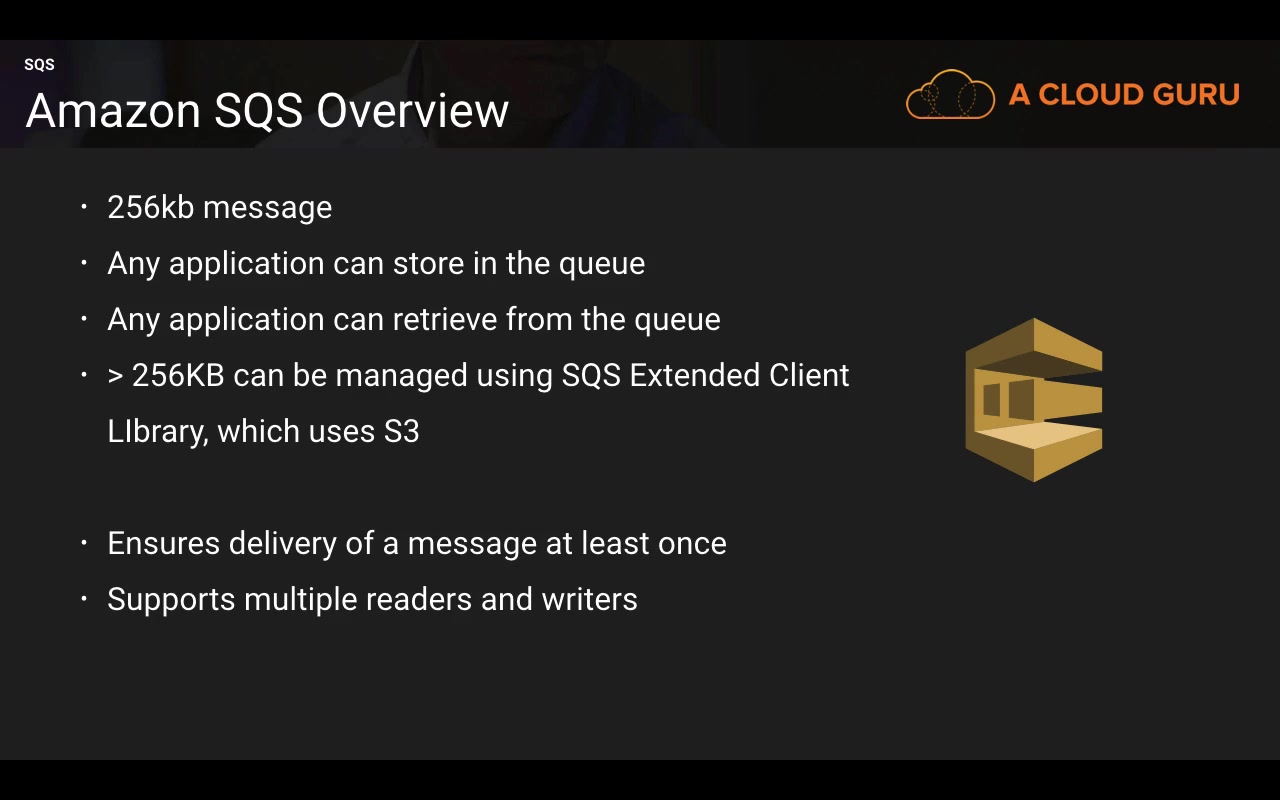 SQS
Amazon SQS Overview
A CLOUD GURU
• 256kb message
• Any application can store in the queue
• Any application can retrieve from the queue
• > 256KB can be managed using SQS Extended Client
LIbrary, which uses S3
• Ensures delivery of a message at least once
• Supports multiple readers and writers